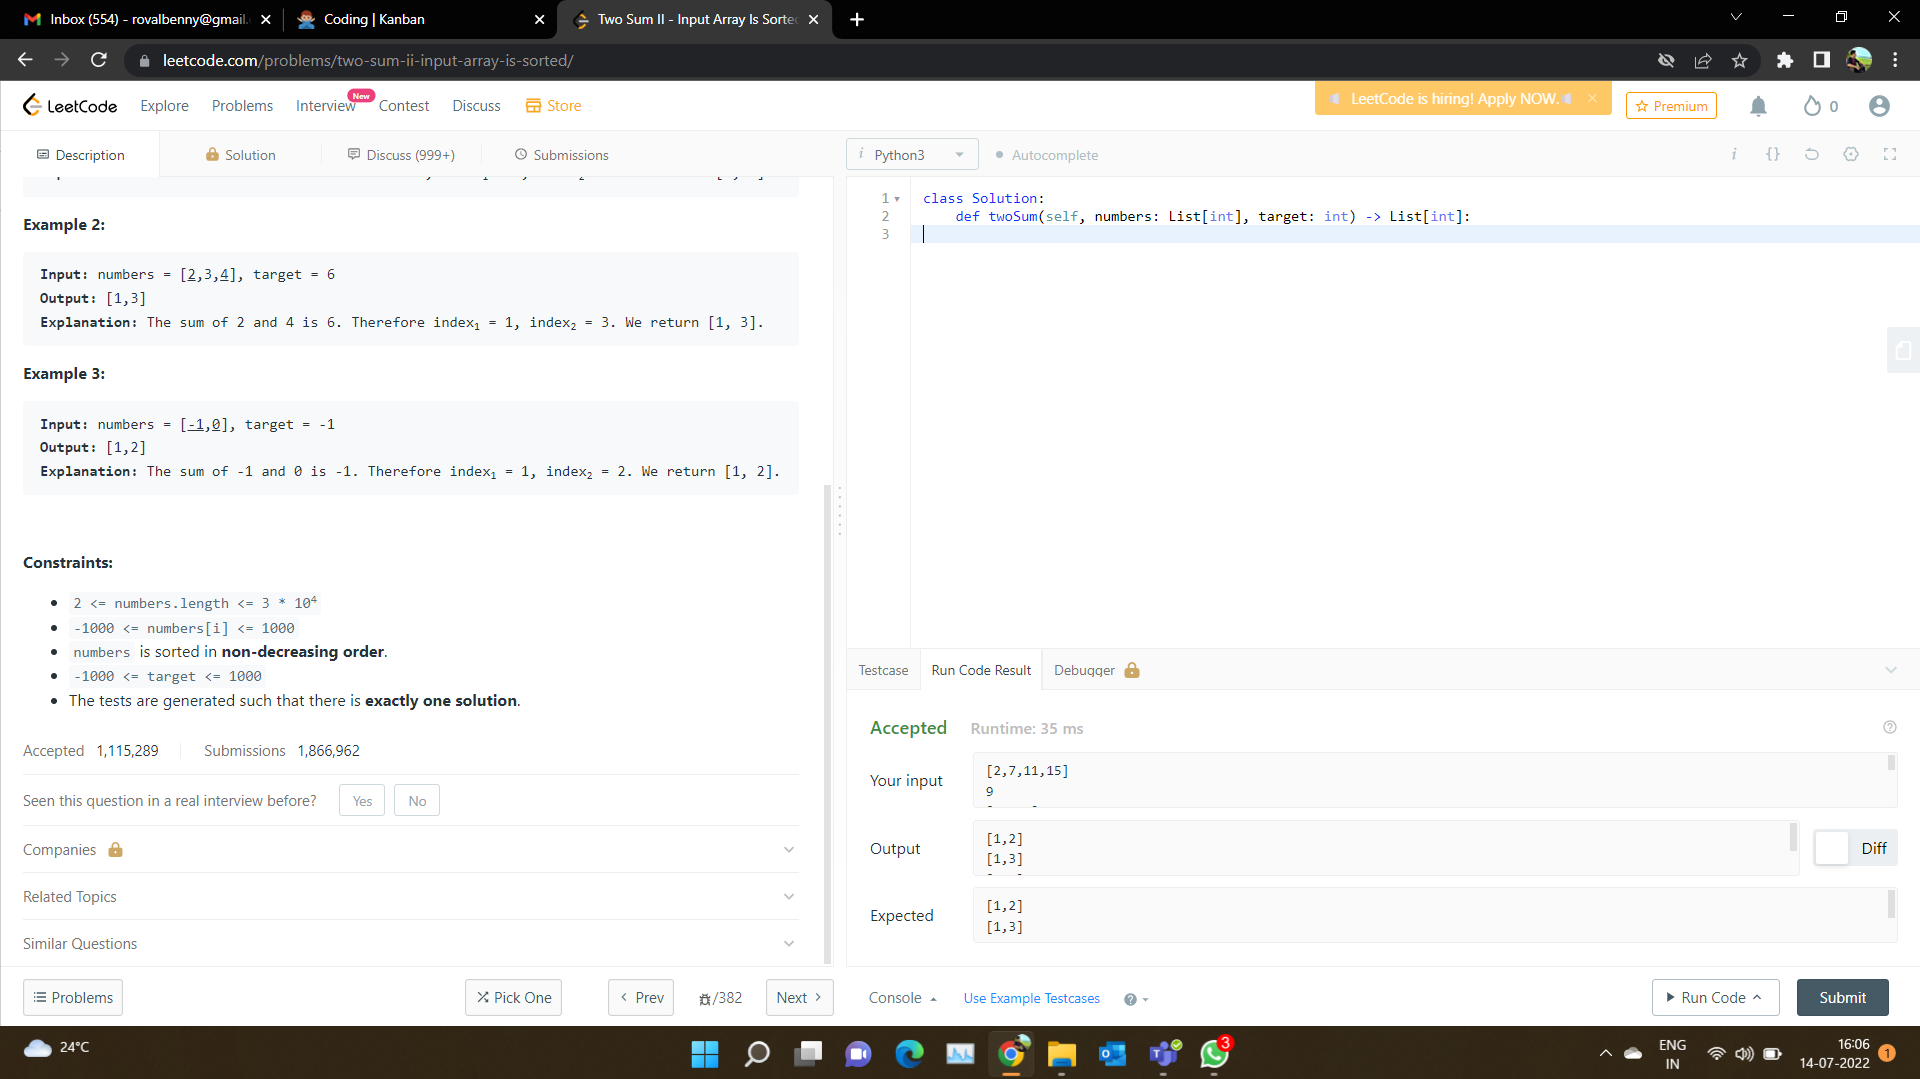 Inbox (554) - rovalbenny@gmail.
Coding | Kanban
Two Sum II - Input Array Is Sorte
leetcode.com/problems/two-sum-ii-input-array-is-sorted/
LeetCode
Explore
Problems
Interview
New
Contest
Discuss
Store
LeetCode is hiring! Apply NOW.
Premium
0
Description
Solution
Discuss (999+)
Submissions
Python3
Autocomplete
Example 2:
Input: numbers = [2,3,4], target = 6
Output: [1,3]
Explanation: The sum of 2 and 4 is 6. Therefore index₁ = 1, index₂ = 3. We return [1, 3].
Example 3:
Input: numbers = [-1,0], target = -1
Output: [1,2]
Explanation: The sum of -1 and 0 is -1. Therefore index₁ = 1, index₂ = 2. We return [1, 2].
Constraints:
2 <= numbers.length <= 3 * 10⁴
-1000 <= numbers[i] <= 1000
numbers is sorted in non-decreasing order.
-1000 <= target <= 1000
The tests are generated such that there is exactly one solution.
Accepted 1,115,289
Submissions 1,866,962
Seen this question in a real interview before?
Yes
No
Companies
Related Topics
Similar Questions
Problems
Pick One
Prev
/382
Next
1
class Solution:
2
def twoSum(self, numbers: List[int], target: int) -> List[int]:
3
Testcase
Run Code Result
Debugger
Accepted
Runtime: 35 ms
Your input
[2,7,11,15]
9
Output
[1,2]
[1,3]
Diff
Expected
[1,2]
[1,3]
Console
Use Example Testcases
Run Code
Submit
24°C
3
ENG
IN
16:06
14-07-2022
1